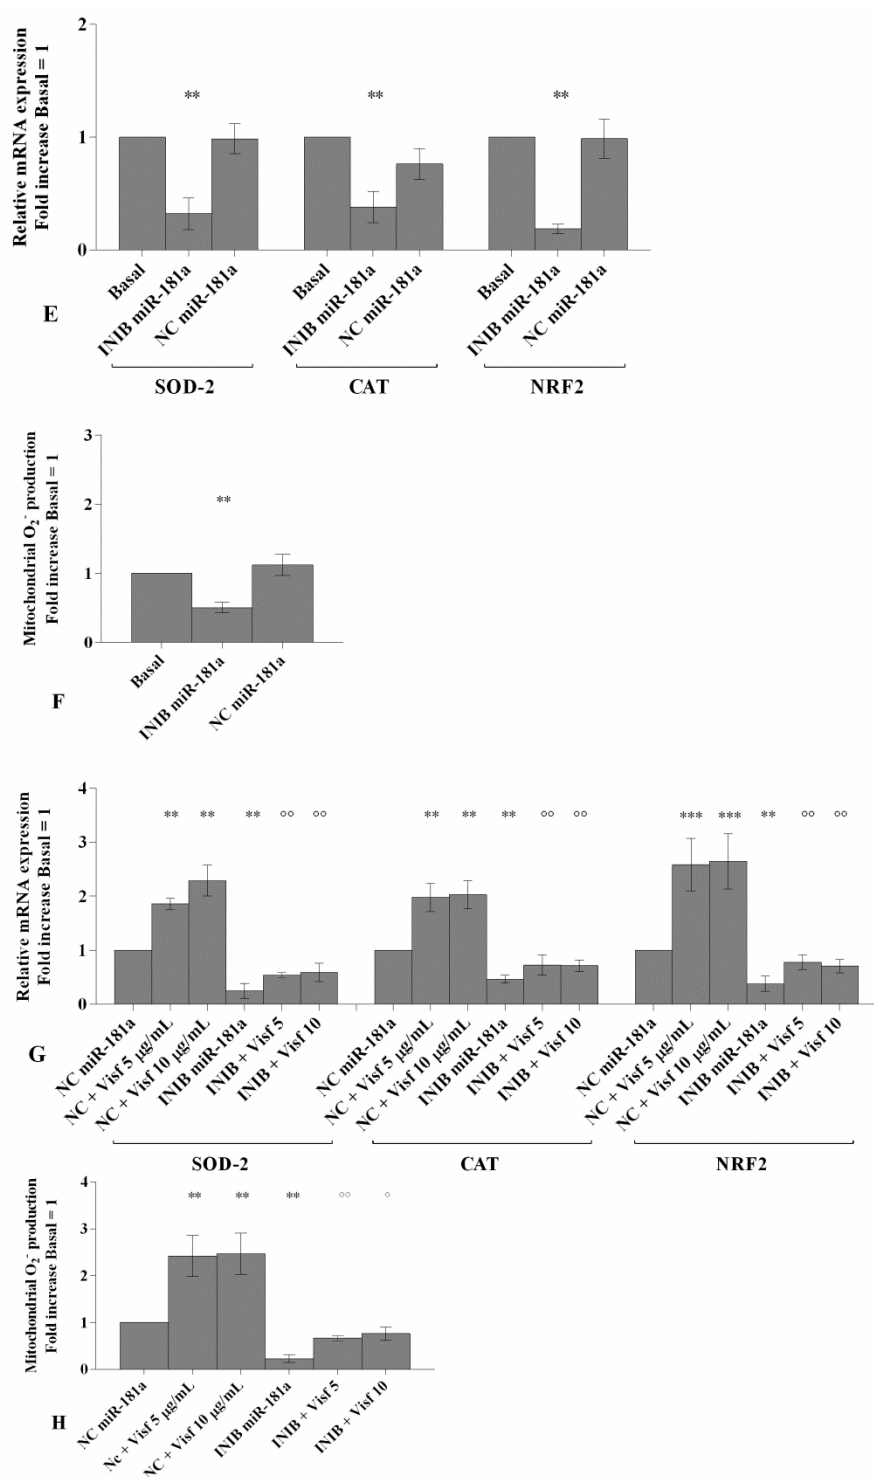 Relative mRNA expression
Fold increase Basal = 1
2
1
0
**
**
**
Basal
INIB miR-181a
NC miR-181a
Basal
INIB miR-181a
NC miR-181a
Basal
INIB miR-181a
NC miR-181a
E
SOD-2
CAT
NRF2
Mitochondrial O₂⁻ production
Fold increase Basal = 1
3
2
1
0
**
Basal
INIB miR-181a
NC miR-181a
F
Relative mRNA expression
Fold increase Basal = 1
4
3
2
1
0
** ** ** °° °°
** ** ** °° °°
*** *** ** °° °°
NC miR-181a
NC + Visf 5 µg/mL
NC + Visf 10 µg/mL
INIB miR-181a
INIB + Visf 5
INIB + Visf 10
NC miR-181a
NC + Visf 5 µg/mL
NC + Visf 10 µg/mL
INIB miR-181a
INIB + Visf 5
INIB + Visf 10
NC miR-181a
NC + Visf 5 µg/mL
NC + Visf 10 µg/mL
INIB miR-181a
INIB + Visf 5
INIB + Visf 10
G
SOD-2
CAT
NRF2
Mitochondrial O₂⁻ production
Fold increase Basal = 1
4
3
2
1
0
** ** ** °° °
NC miR-181a
Nc + Visf 5 µg/mL
NC + Visf 10 µg/mL
INIB miR-181a
INIB + Visf 5
INIB + Visf 10
H